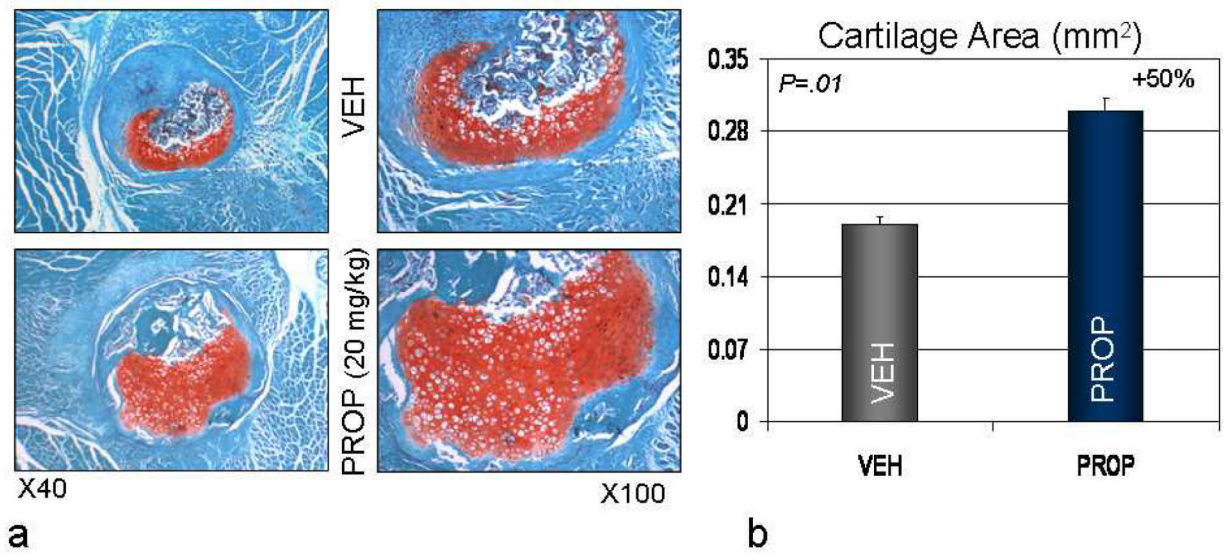 VEH
PROP (20 mg/kg)
X40
X100
a
Cartilage Area (mm²)
0.35
0.28
0.21
0.14
0.07
0
P=.01
+50%
VEH
PROP
VEH
PROP
b